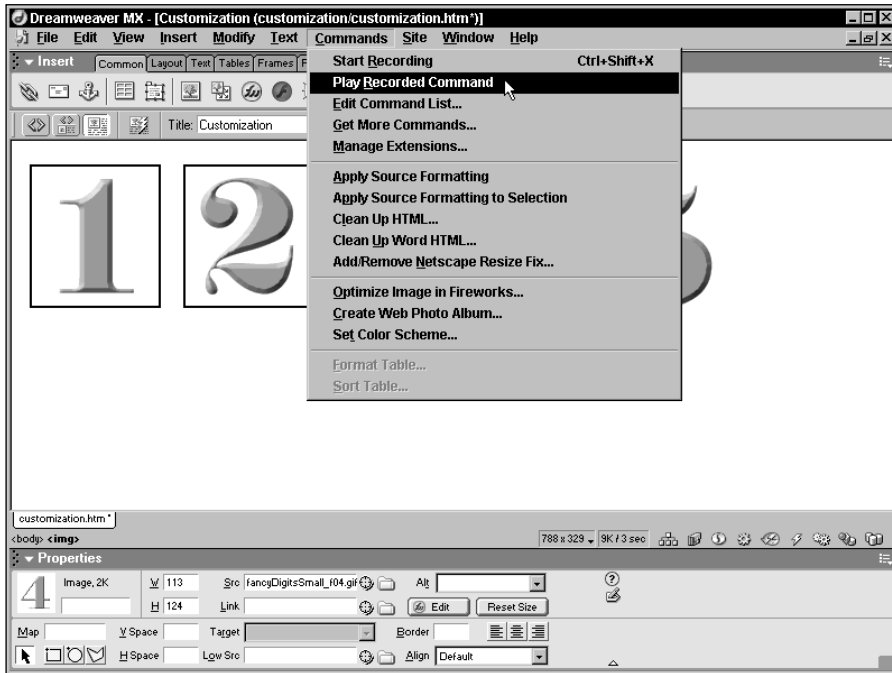 Dreamweaver MX - [Customization (customization/customization.htm*)]
File Edit View Insert Modify Text Commands Site Window Help
Insert Common Layout Text Tables Frames
Title: Customization
Start Recording Ctrl+Shift+X
Play Recorded Command
Edit Command List...
Get More Commands...
Manage Extensions...
Apply Source Formatting
Apply Source Formatting to Selection
Clean Up HTML...
Clean Up Word HTML...
Add/Remove Netscape Resize Fix...
Optimize Image in Fireworks...
Create Web Photo Album...
Set Color Scheme...
Format Table...
Sort Table...
1 2
customization.htm*
<body> <img> 788 x 329 9K / 3 sec
Properties
4 Image, 2K W 113 Src fancyDigitsSmall_f04.gif Alt
H 124 Link Edit Reset Size
Map V Space Target Border
H Space Low Src Align Default